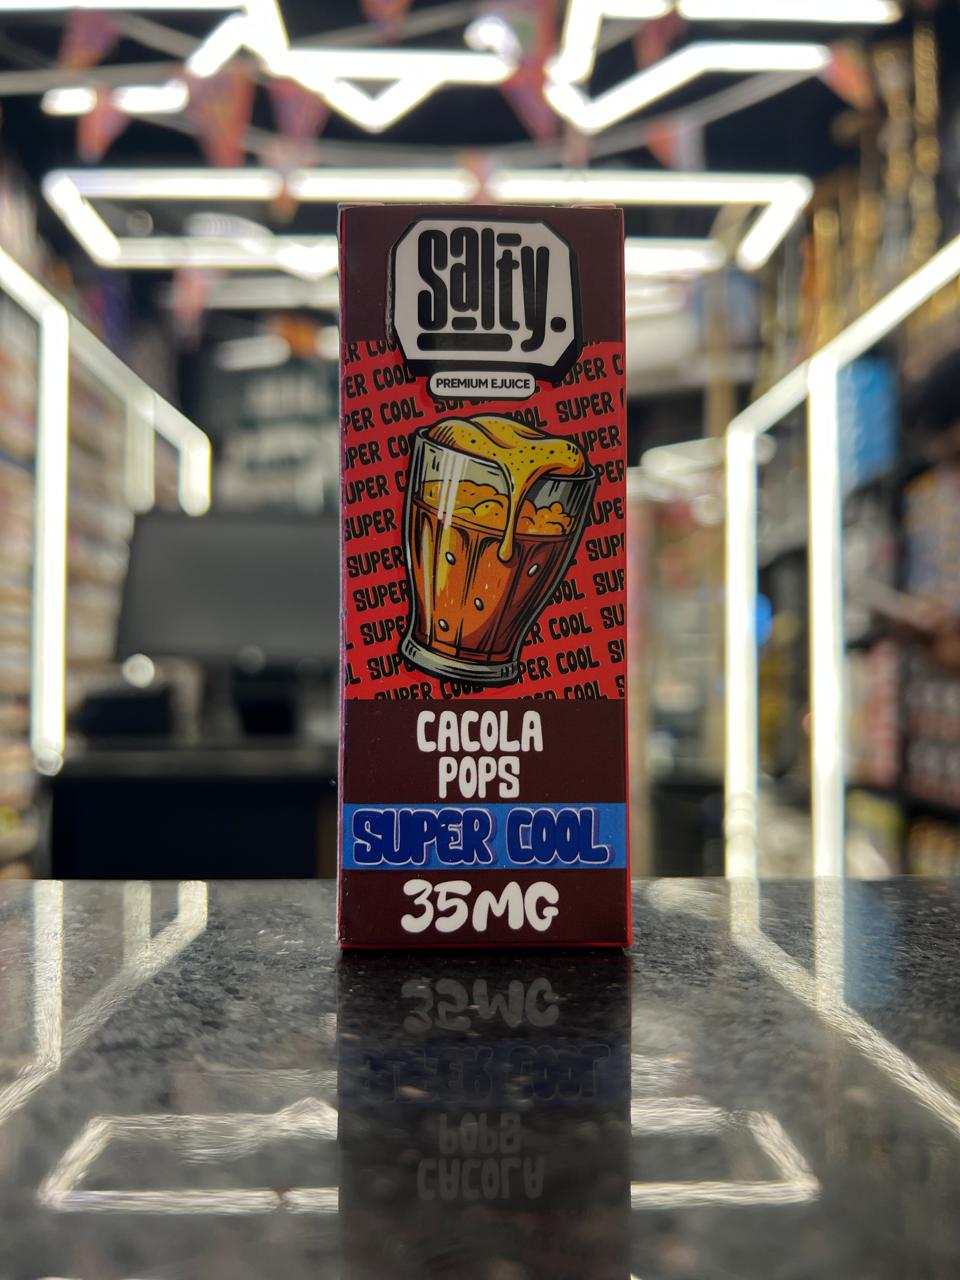 Salty.
PREMIUM EJUICE
SUPER COOL
CACOLA
POPS
SUPER COOL
35MG